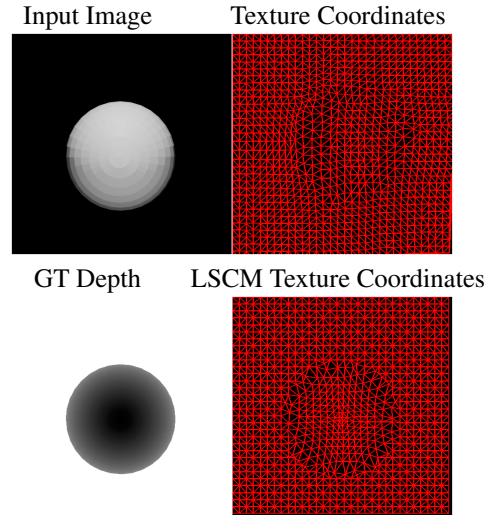 Input Image
Texture Coordinates
GT Depth
LSCM Texture Coordinates